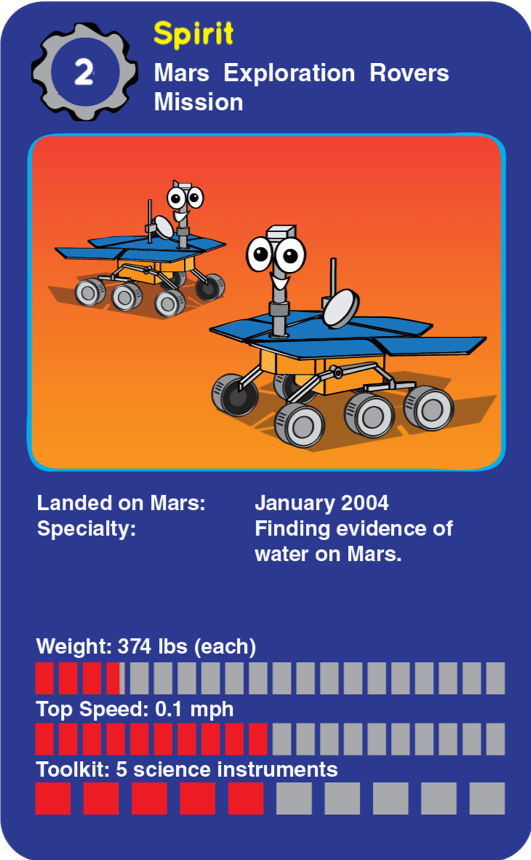 Spirit
2
Mars Exploration Rovers
Mission
Landed on Mars: January 2004
Specialty: Finding evidence of
water on Mars.
Weight: 374 lbs (each)
Top Speed: 0.1 mph
Toolkit: 5 science instruments